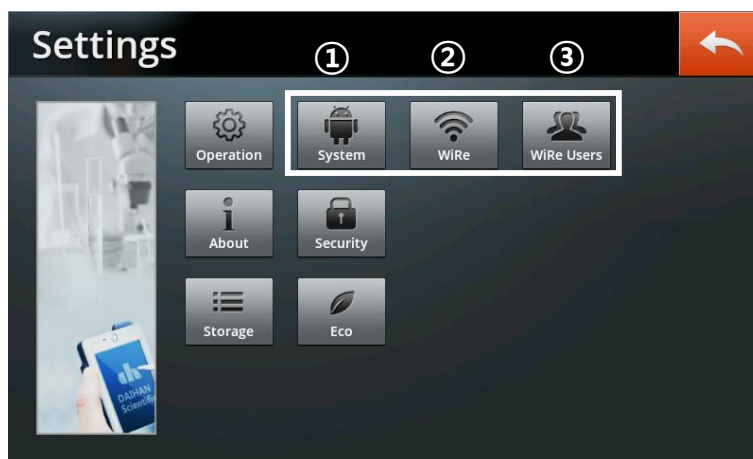 Settings
① ② ③
Operation System WiRe WiRe Users
About Security
Storage Eco
DAIHAN
Scientific